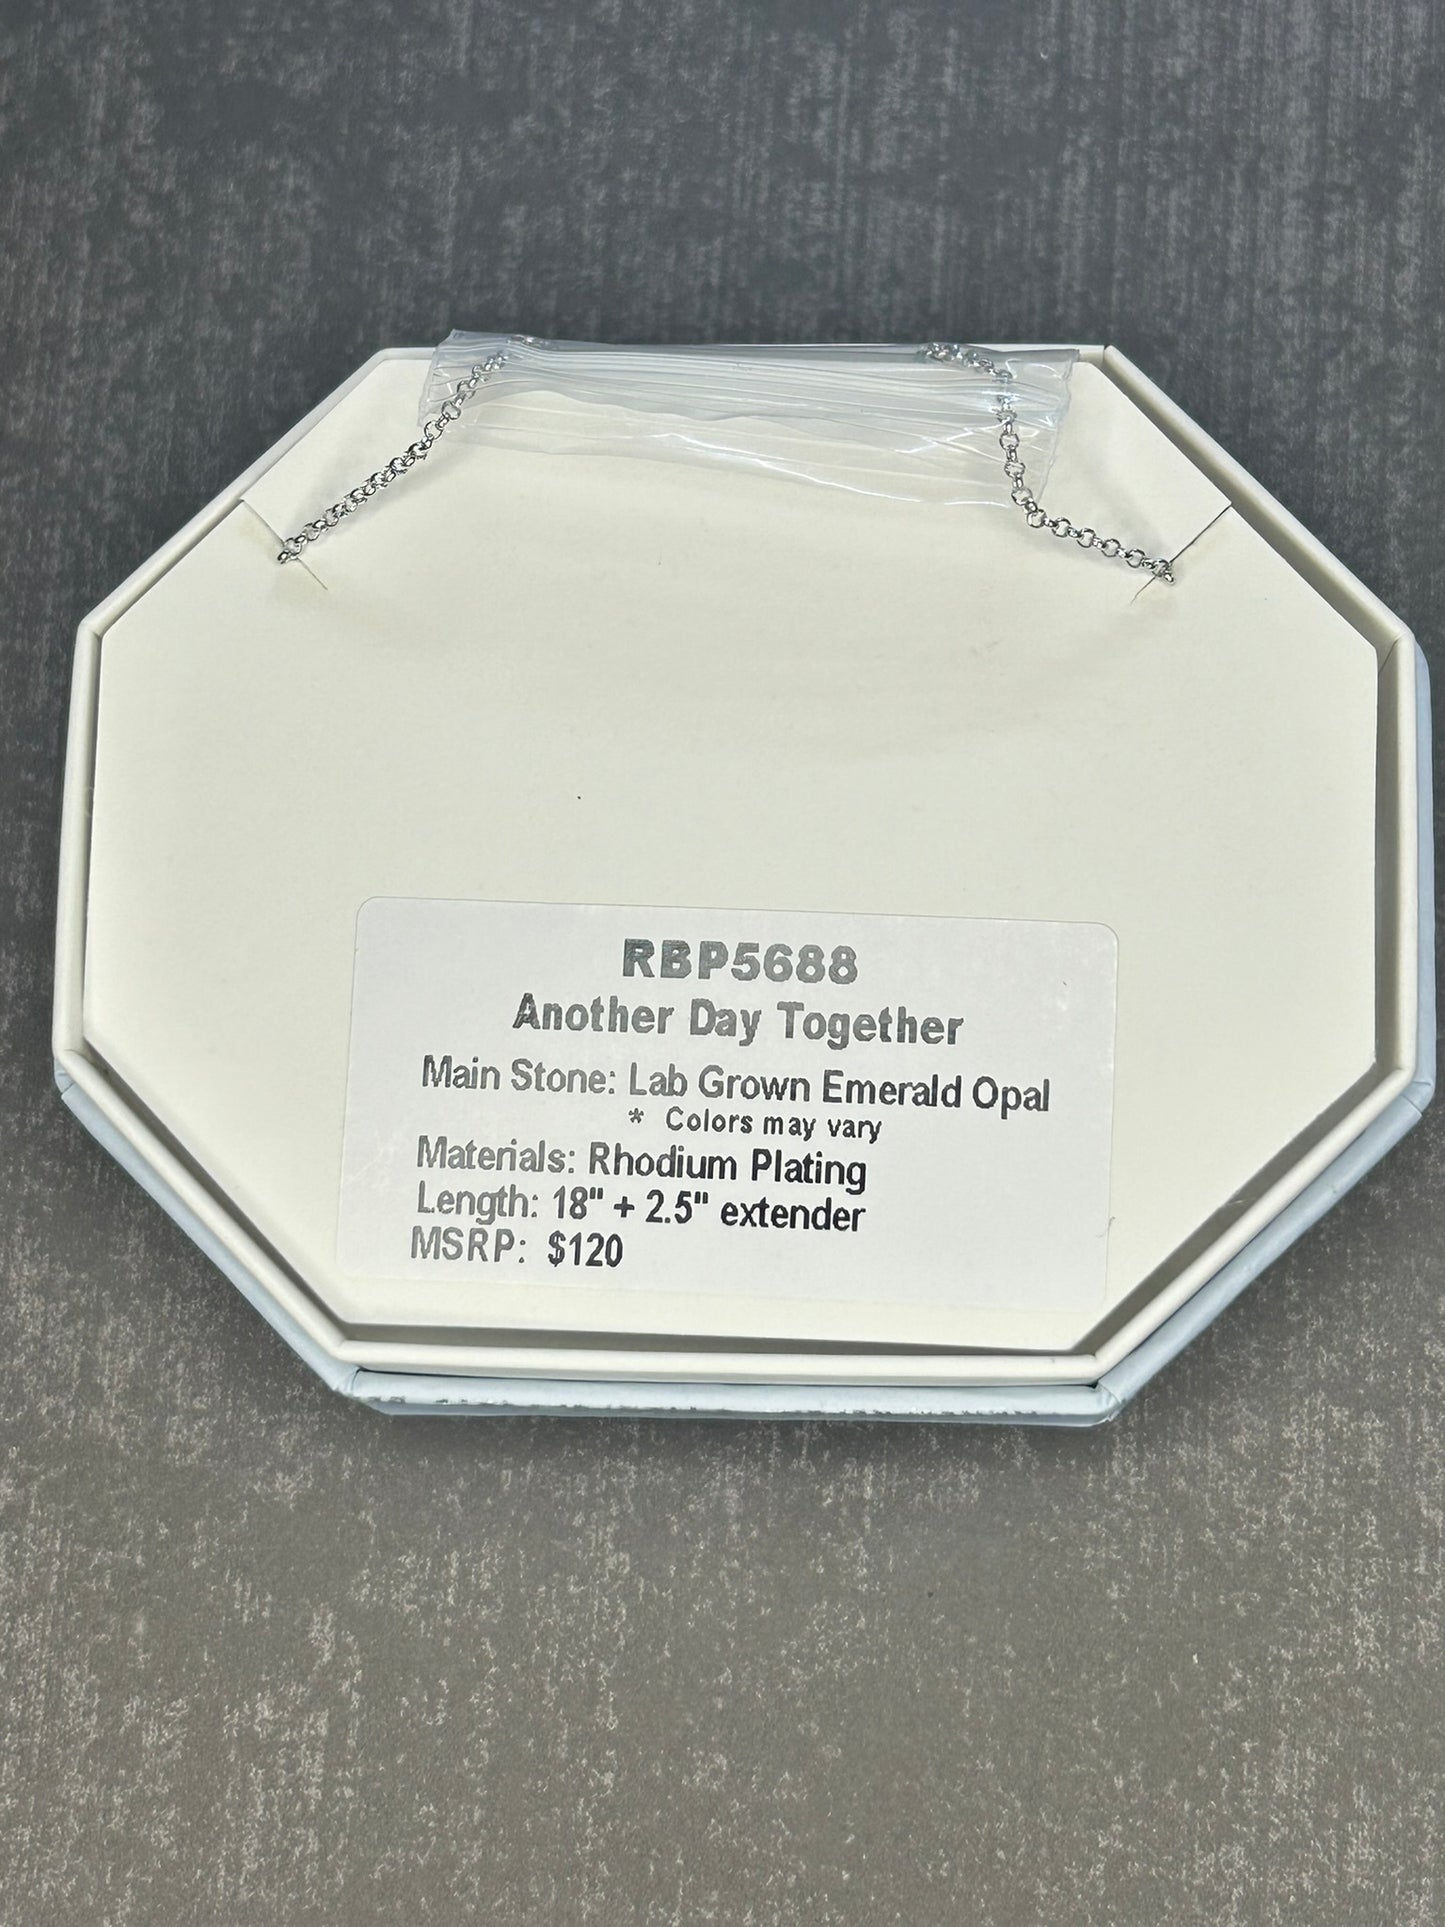 RBP5688
Another Day Together
Main Stone: Lab Grown Emerald Opal
* Colors may vary
Materials: Rhodium Plating
Length: 18" + 2.5" extender
MSRP: $120